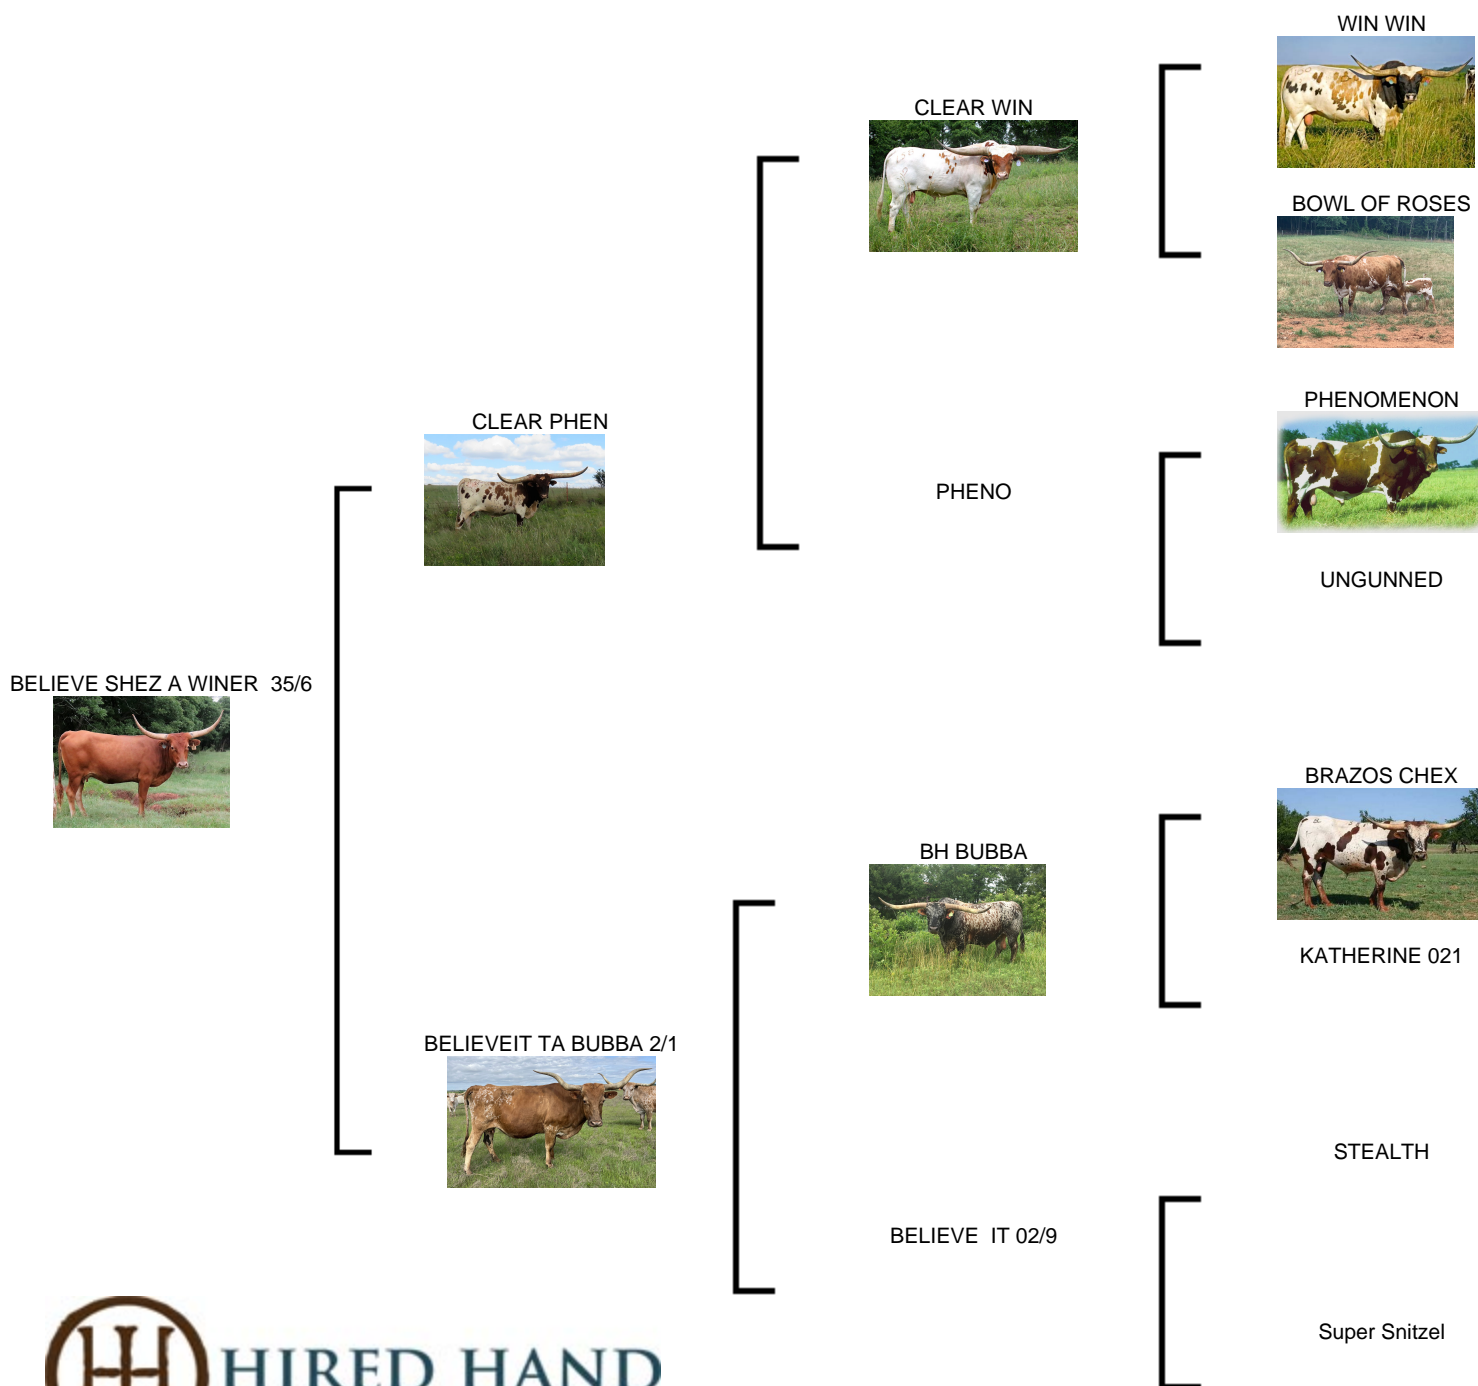 WIN WIN
CLEAR WIN
BOWL OF ROSES
CLEAR PHEN
PHENOMENON
PHENO
UNGUNNED
BELIEVE SHEZ A WINER  35/6
BRAZOS CHEX
BH BUBBA
KATHERINE 021
BELIEVEIT TA BUBBA 2/1
STEALTH
BELIEVE  IT 02/9
Super Snitzel
HIRED HAND